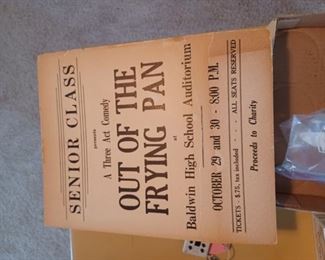 SENIOR CLASS
presents
A Three Act Comedy
OUT OF THE
FRYING PAN
at
Baldwin High School Auditorium
OCTOBER 29 and 30 - 8:00 P.M.
TICKETS - $.75, tax included - - - ALL SEATS RESERVED
Proceeds to Charity